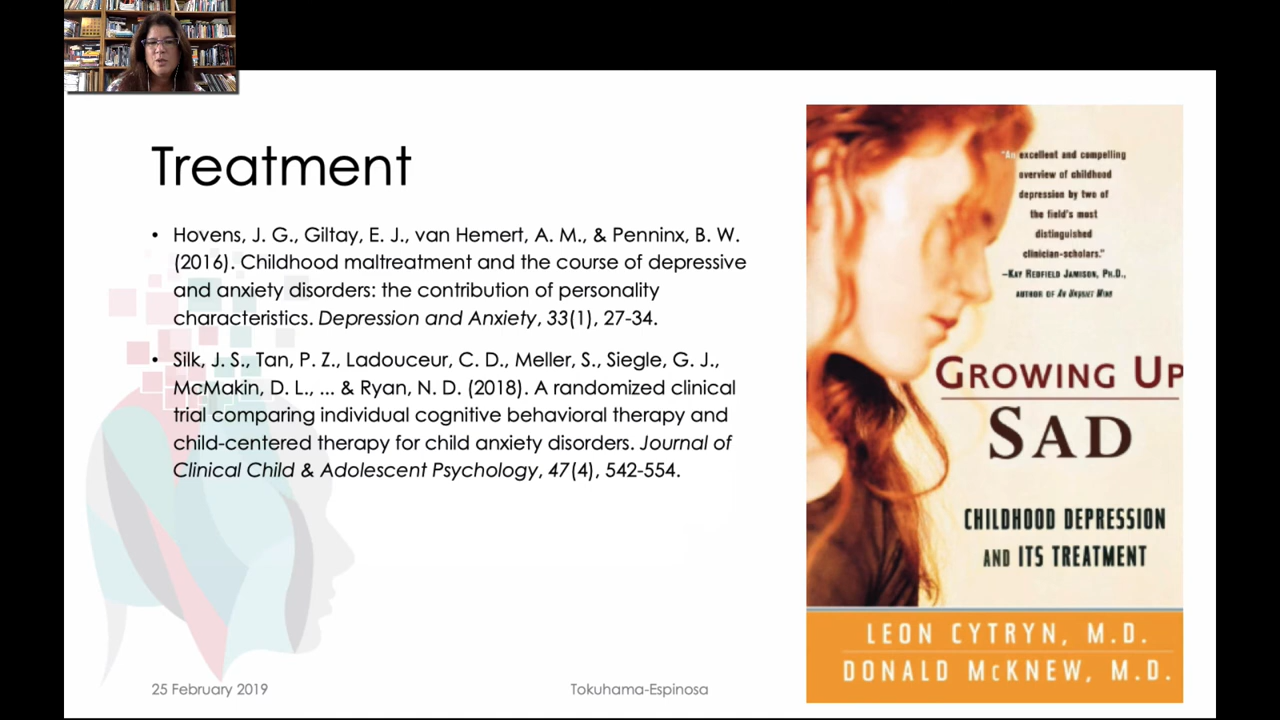 Treatment
• Hovens, J. G., Giltay, E. J., van Hemert, A. M., & Penninx, B. W.
(2016). Childhood maltreatment and the course of depressive
and anxiety disorders: the contribution of personality
characteristics. Depression and Anxiety, 33(1), 27-34.
• Silk, J. S., Tan, P. Z., Ladouceur, C. D., Meller, S., Siegle, G. J.,
McMakin, D. L., ... & Ryan, N. D. (2018). A randomized clinical
trial comparing individual cognitive behavioral therapy and
child-centered therapy for child anxiety disorders. Journal of
Clinical Child & Adolescent Psychology, 47(4), 542-554.
25 February 2019
Tokuhama-Espinosa
"An excellent and compelling
overview of childhood
depression by two of
the field's most
distinguished
clinician-scholars."
—Kay Redfield Jamison, Ph.D.,
author of An Unquiet Mind
Growing Up
Sad
CHILDHOOD DEPRESSION
AND ITS TREATMENT
LEON CYTRYN, M.D.
DONALD McKNEW, M.D.